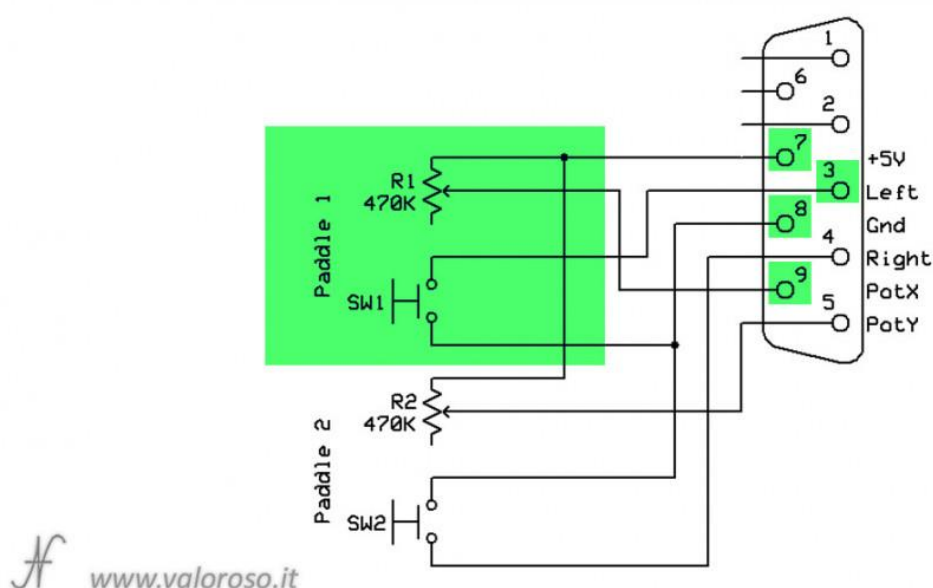 1
6
2
7
+5V
3
Left
8
Gnd
4
Right
9
PotX
5
PotY
Paddle 1
R1
470K
SW1
Paddle 2
R2
470K
SW2
www.valoroso.it